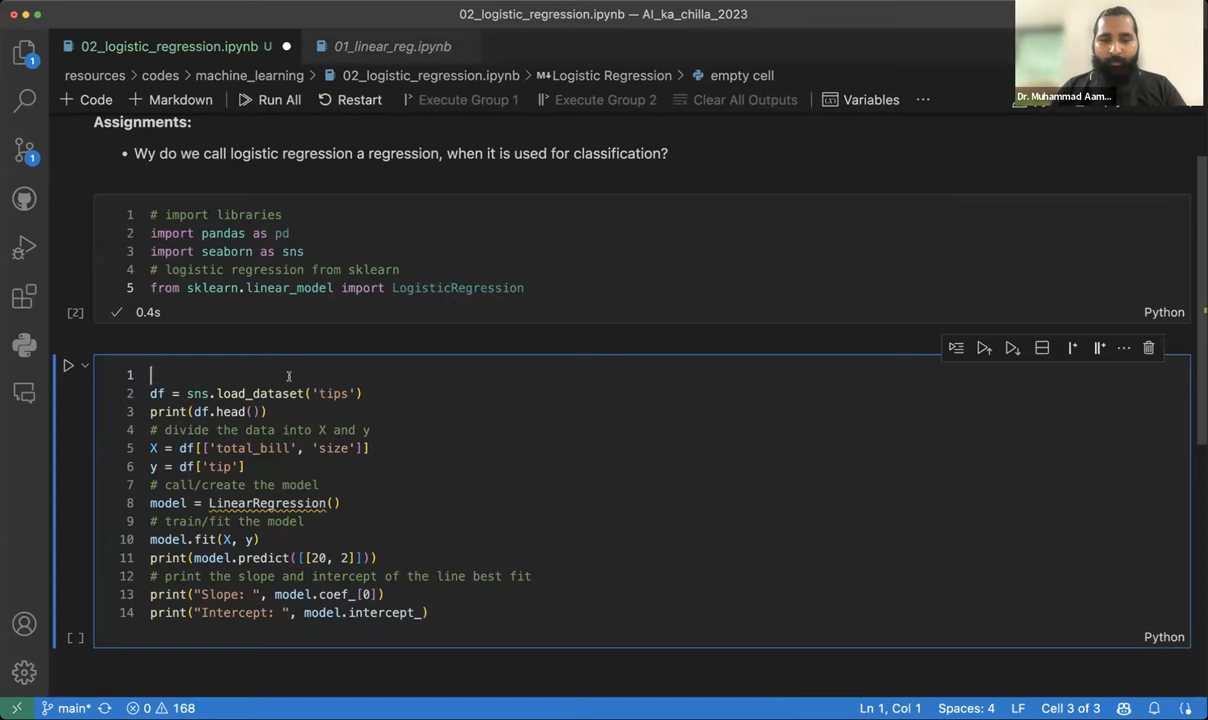 02_logistic_regression.ipynb — AI_ka_chilla_2023
02_logistic_regression.ipynb U
01_linear_reg.ipynb
resources > codes > machine_learning > 02_logistic_regression.ipynb > M↓Logistic Regression > empty cell
Dr. Muhammad Aam...
+ Code + Markdown Run All Restart Execute Group 1 Execute Group 2 Clear All Outputs Variables ...
Assignments:
• Wy do we call logistic regression a regression, when it is used for classification?
1 # import libraries
2 import pandas as pd
3 import seaborn as sns
4 # logistic regression from sklearn
5 from sklearn.linear_model import LogisticRegression
[2] ✓ 0.4s Python
1
2 df = sns.load_dataset('tips')
3 print(df.head())
4 # divide the data into X and y
5 X = df[['total_bill', 'size']]
6 y = df['tip']
7 # call/create the model
8 model = LinearRegression()
9 # train/fit the model
10 model.fit(X, y)
11 print(model.predict([[20, 2]]))
12 # print the slope and intercept of the line best fit
13 print("Slope: ", model.coef_[0])
14 print("Intercept: ", model.intercept_)
[ ] Python
1
1
main* 0 168 Ln 1, Col 1 Spaces: 4 LF Cell 3 of 3